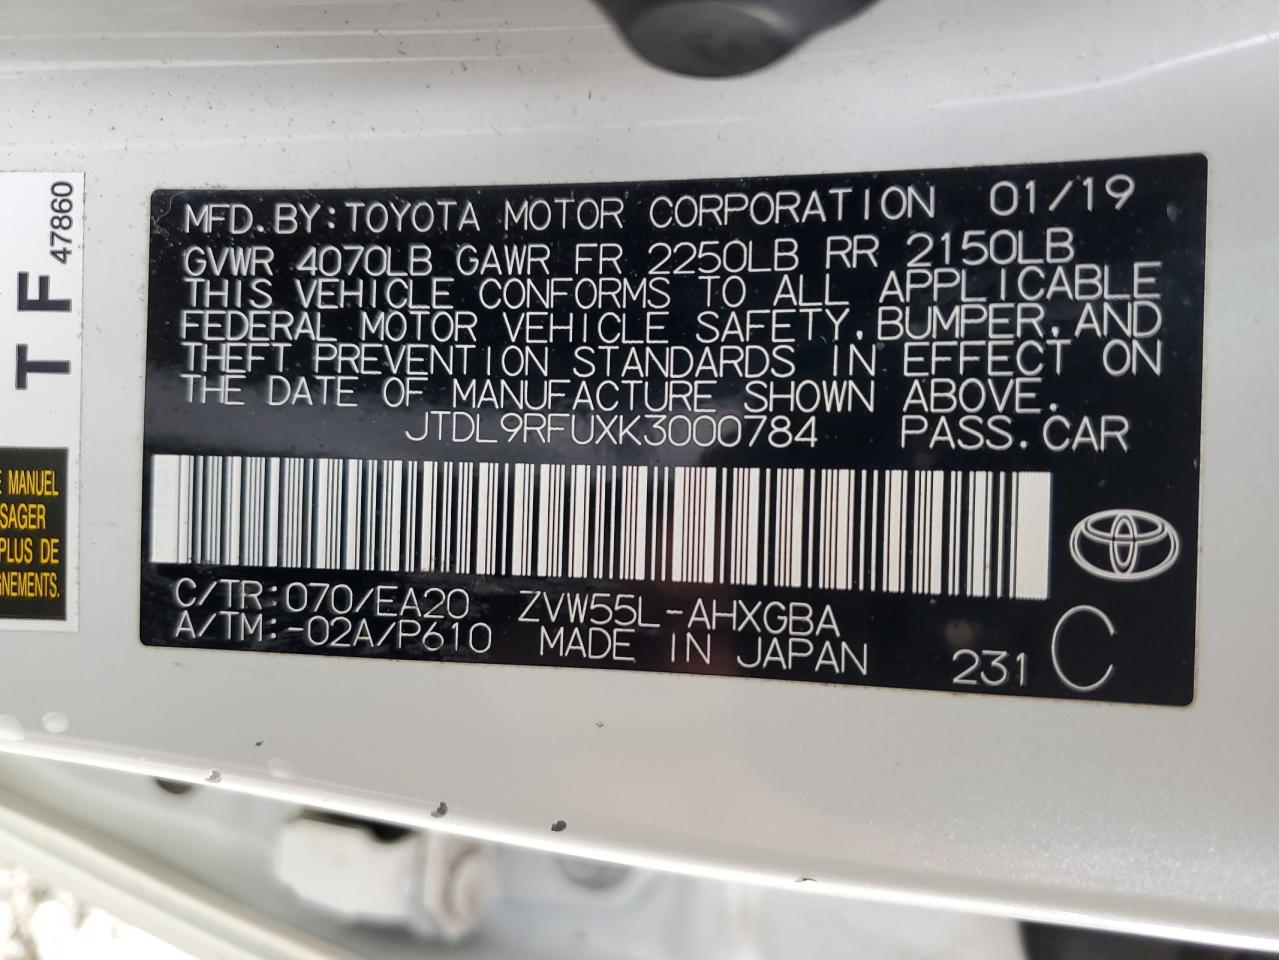 MFD. BY: TOYOTA MOTOR CORPORATION 01/19
GVWR 4070LB GAWR FR 2250LB RR 2150LB
THIS VEHICLE CONFORMS TO ALL APPLICABLE
FEDERAL MOTOR VEHICLE SAFETY, BUMPER, AND
THEFT PREVENTION STANDARDS IN EFFECT ON
THE DATE OF MANUFACTURE SHOWN ABOVE.
JTDL9RFUXK3000784 PASS. CAR
C/TR: 070/EA20 ZVW55L-AHXGBA
A/TM: -02A/P610 MADE IN JAPAN 231 C
T F 47860
E MANUEL
SAGER
PLUS DE
GNEMENTS.